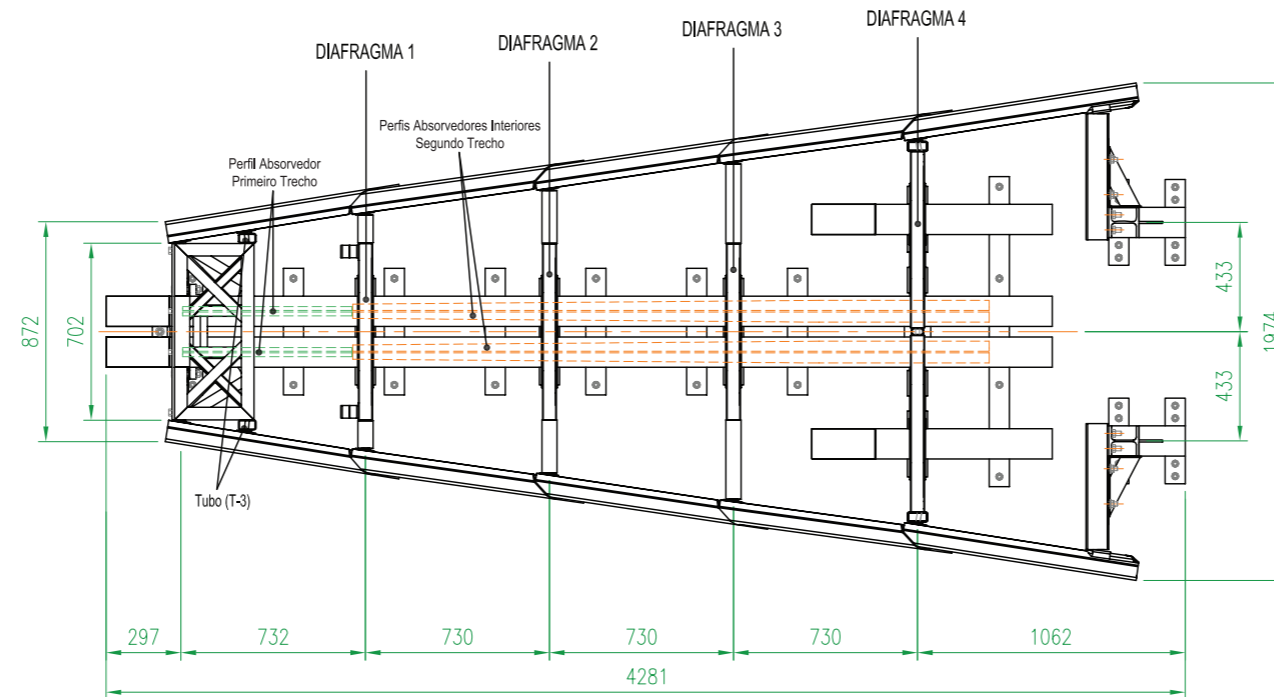 DIAFRAGMA 4
DIAFRAGMA 3
DIAFRAGMA 2
DIAFRAGMA 1
Perfis Absorvedores Interiores
Segundo Trecho
Perfil Absorvedor
Primeiro Trecho
872
702
433
433
1974
Tubo (T-3)
297
732
730
730
730
1062
4281